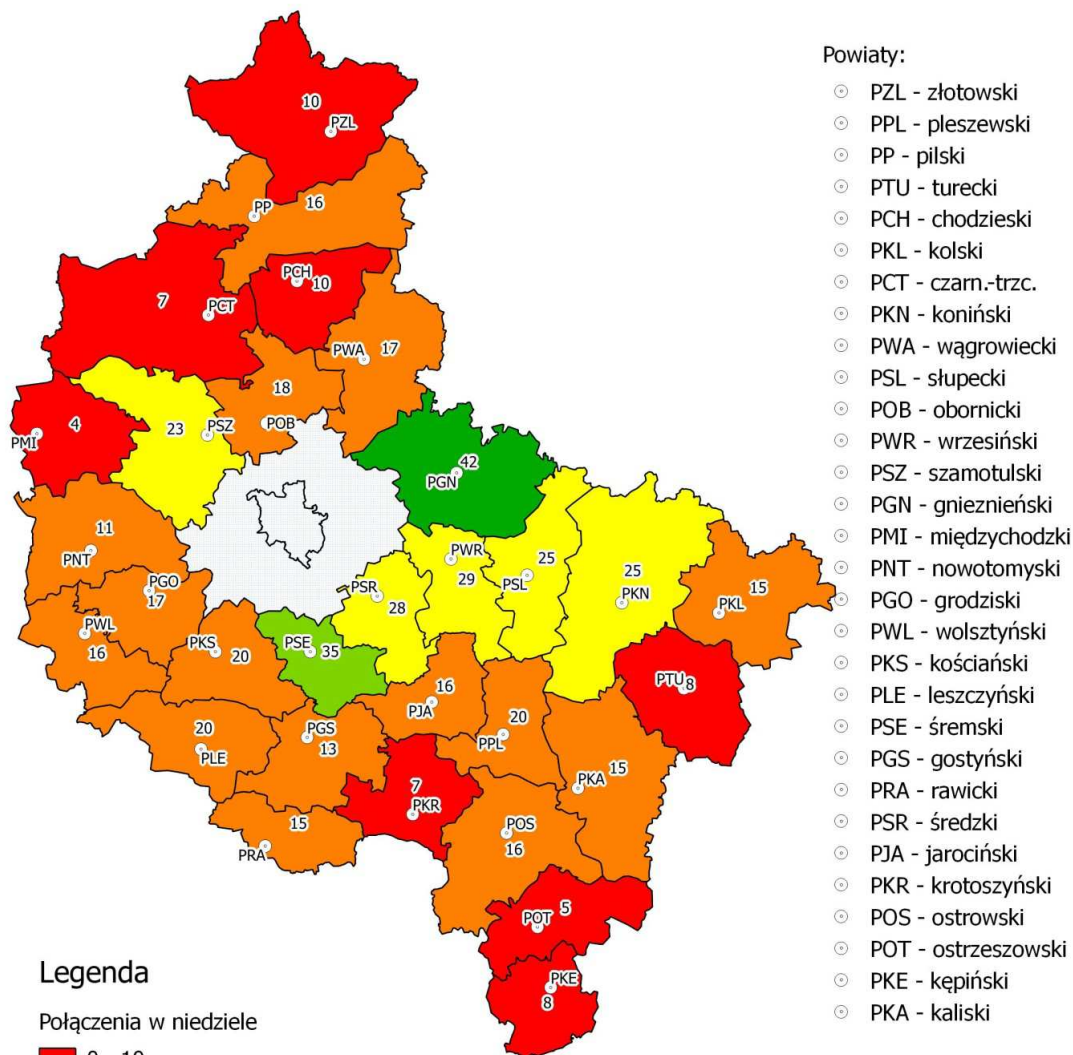 Powiaty:
PZL - złotowski
PPL - pleszewski
PP - pilski
PTU - turecki
PCH - chodzieski
PKL - kolski
PCT - czarn.-trzc.
PKN - koniński
PWA - wągrowiecki
PSL - słupecki
POB - obornicki
PWR - wrzesiński
PSZ - szamotulski
PGN - gnieźnieński
PMI - międzychodzki
PNT - nowotomyski
PGO - grodziski
PWL - wolsztyński
PKS - kościański
PLE - leszczyński
PSE - śremski
PGS - gostyński
PRA - rawicki
PSR - średzki
PJA - jarociński
PKR - krotoszyński
POS - ostrowski
POT - ostrzeszowski
PKE - kępiński
PKA - kaliski
10
PZL
PP
16
PCH
10
7
PCT
PWA
17
18
POB
4
PMI
23
PSZ
42
PGN
11
PNT
PGO
17
PWR
29
25
PSL
25
PKN
15
PKL
PSR
28
PWL
16
PKS
20
PSE
35
PTU
8
16
PJA
20
PPL
20
PLE
PGS
13
15
PKA
7
PKR
15
PRA
POS
16
5
POT
PKE
8
Legenda
Połączenia w niedziele